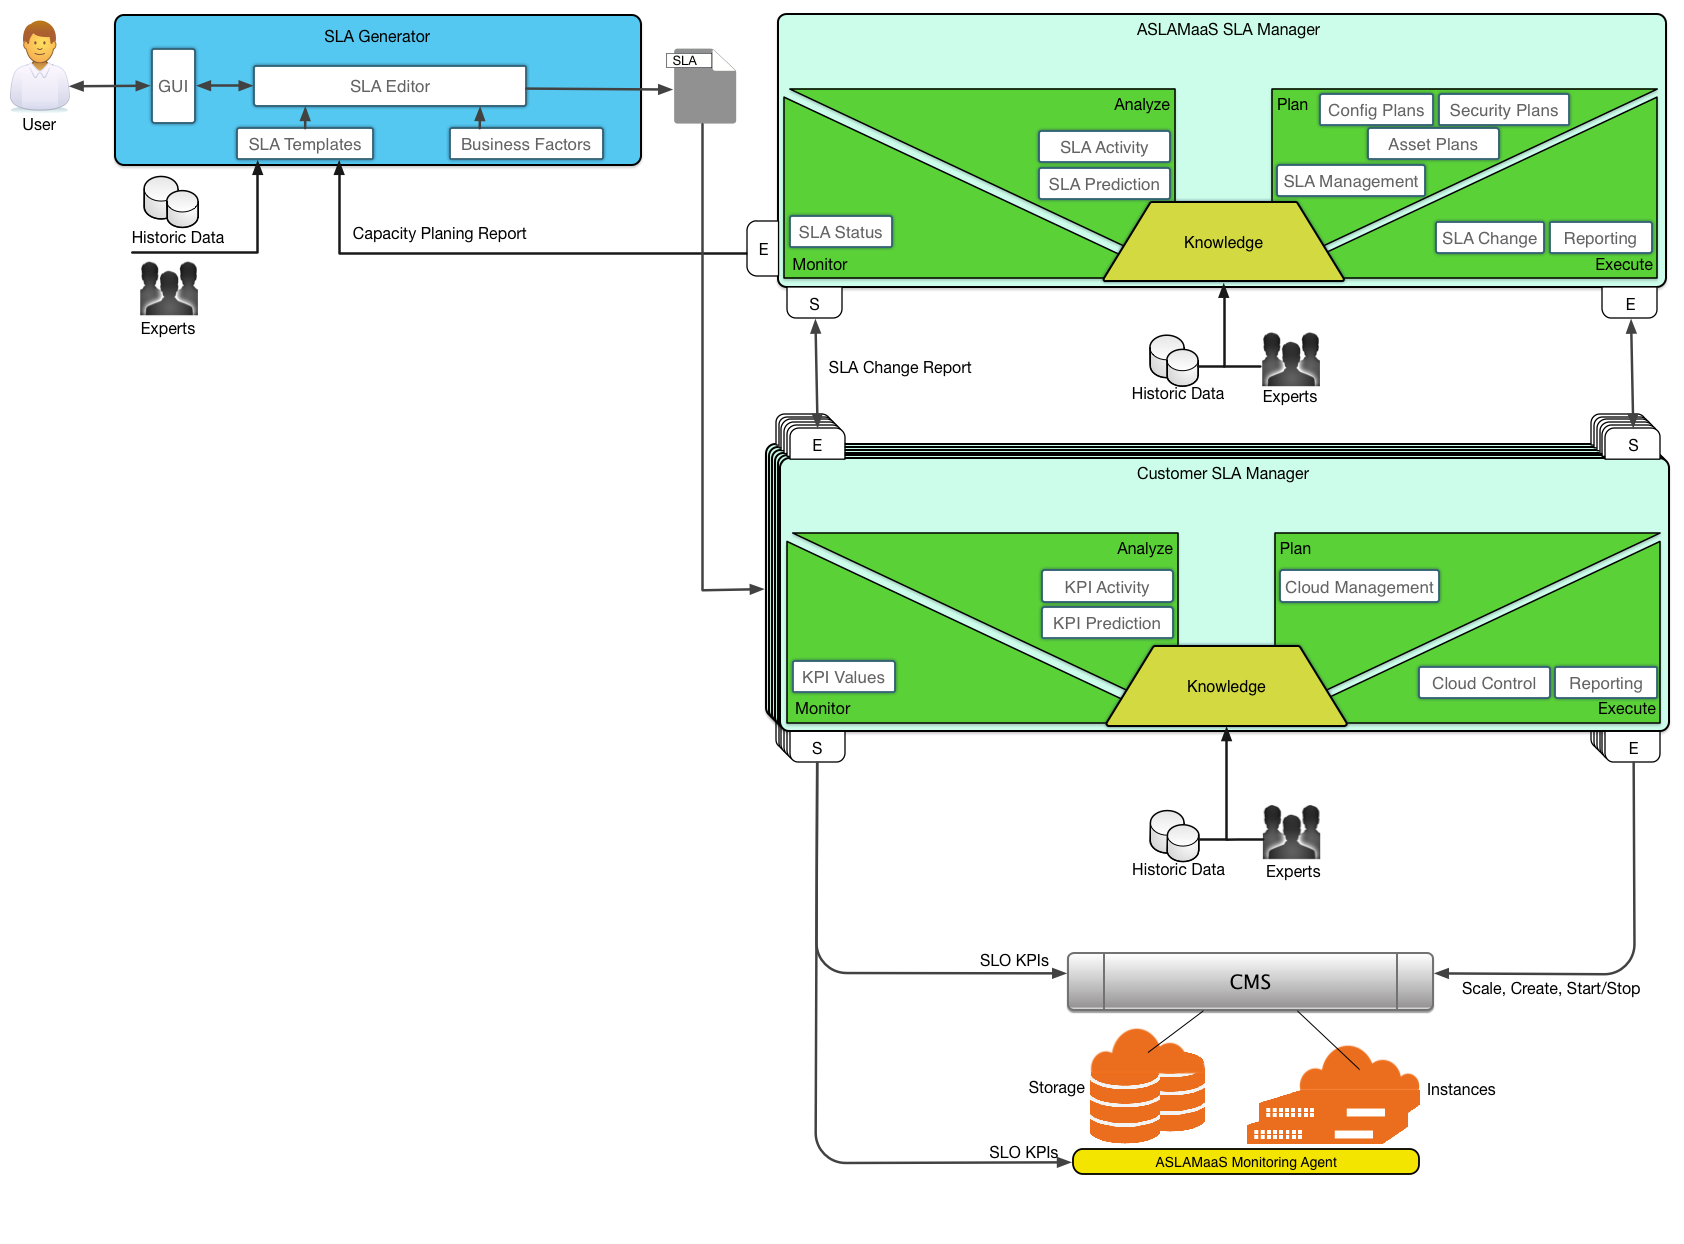 User
SLA Generator
GUI
SLA Editor
SLA Templates
Business Factors
Historic Data
Experts
Capacity Planing Report
SLA
ASLAMaaS SLA Manager
Analyze
SLA Activity
SLA Prediction
SLA Status
Monitor
Plan
Config Plans
Security Plans
Asset Plans
SLA Management
SLA Change
Reporting
Execute
Knowledge
E
S
E
SLA Change Report
Historic Data
Experts
E
S
Customer SLA Manager
Analyze
KPI Activity
KPI Prediction
KPI Values
Monitor
Plan
Cloud Management
Cloud Control
Reporting
Execute
Knowledge
S
E
Historic Data
Experts
SLO KPIs
CMS
Scale, Create, Start/Stop
Storage
Instances
SLO KPIs
ASLAMaaS Monitoring Agent